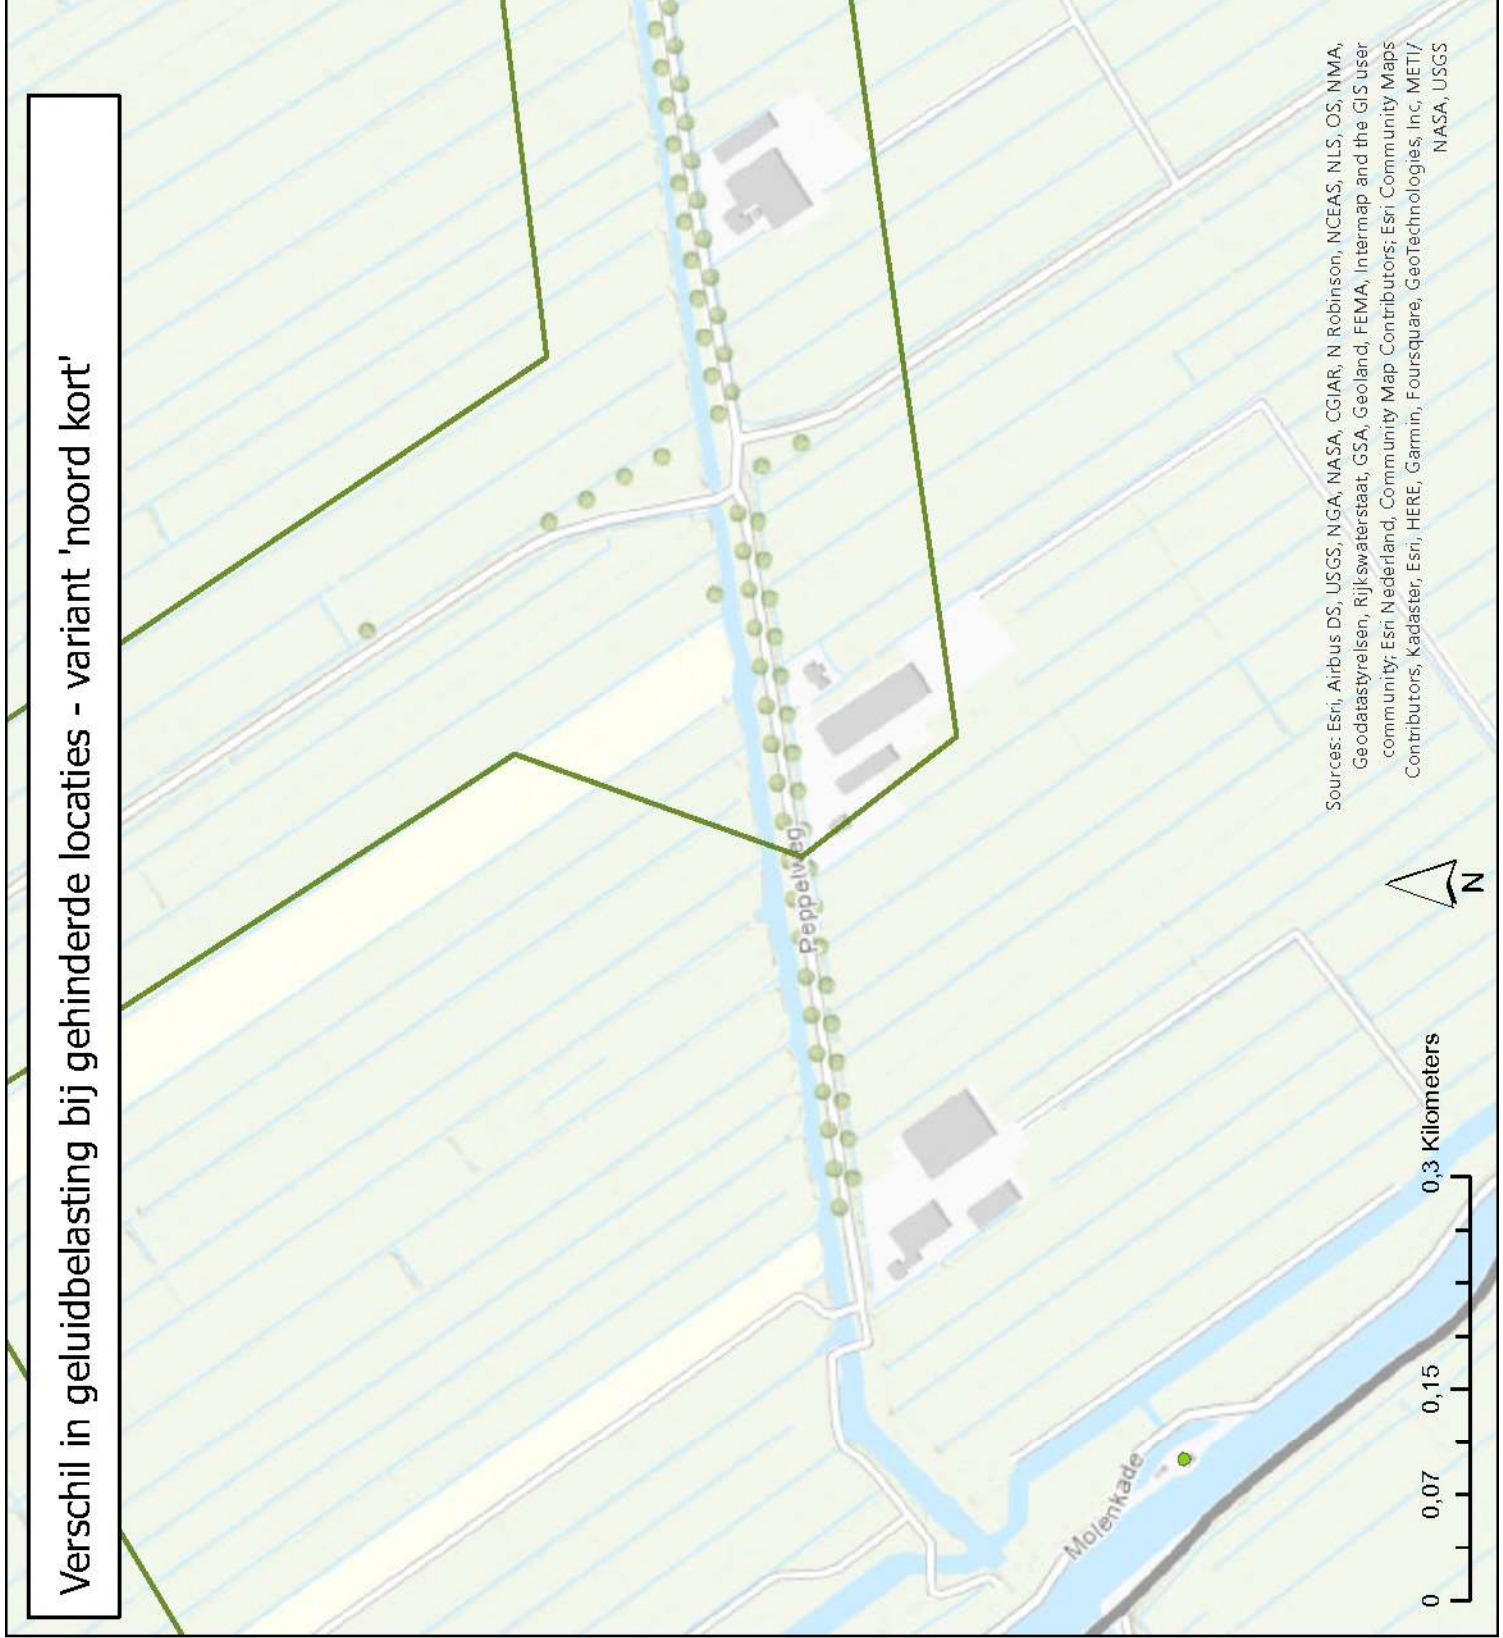 Verschil in geluidbelasting bij gehinderde locaties - variant 'noord kort'
Peppelweg
Molenkade
Sources: Esri, Airbus DS, USGS, NGA, NASA, CGIAR, N Robinson, NCEAS, NLS, OS, NMA,
Geodatastyrelsen, Rijkswaterstaat, GSA, Geoland, FEMA, Intermap and the GIS user
community; Esri Nederland, Community Map Contributors; Esri Community Maps
Contributors, Kadaster, Esri, HERE, Garmin, Foursquare, GeoTechnologies, Inc, METI/
NASA, USGS
N
0 0,07 0,15 0,3 Kilometers